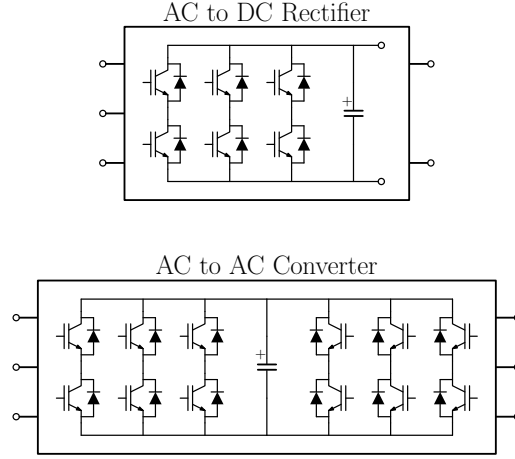 AC to DC Rectifier
+
AC to AC Converter
+